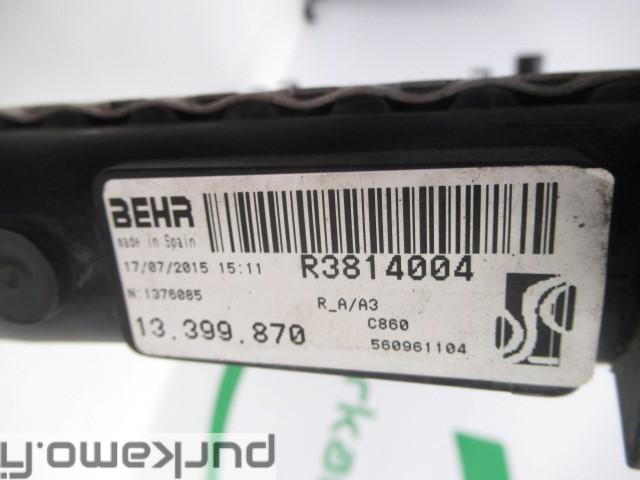 BEHR
made in Spain
17/07/2015 15:11
R3814004
N:1376085
R_A/A3
C860
13.399.870
560961104
purkamo.fi